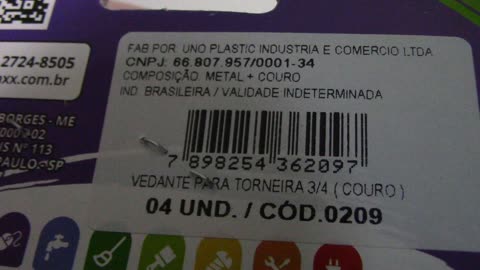 2724-8505
xx.com.br
BORGES - ME
S Nº 113
PAULO - SP
FAB POR: UNO PLASTIC INDUSTRIA E COMERCIO LTDA
CNPJ: 66.807.957/0001-34
COMPOSIÇÃO: METAL + COURO
IND. BRASILEIRA / VALIDADE INDETERMINADA
7 898254 362097
VEDANTE PARA TORNEIRA 3/4 ( COURO )
04 UND. / CÓD.0209